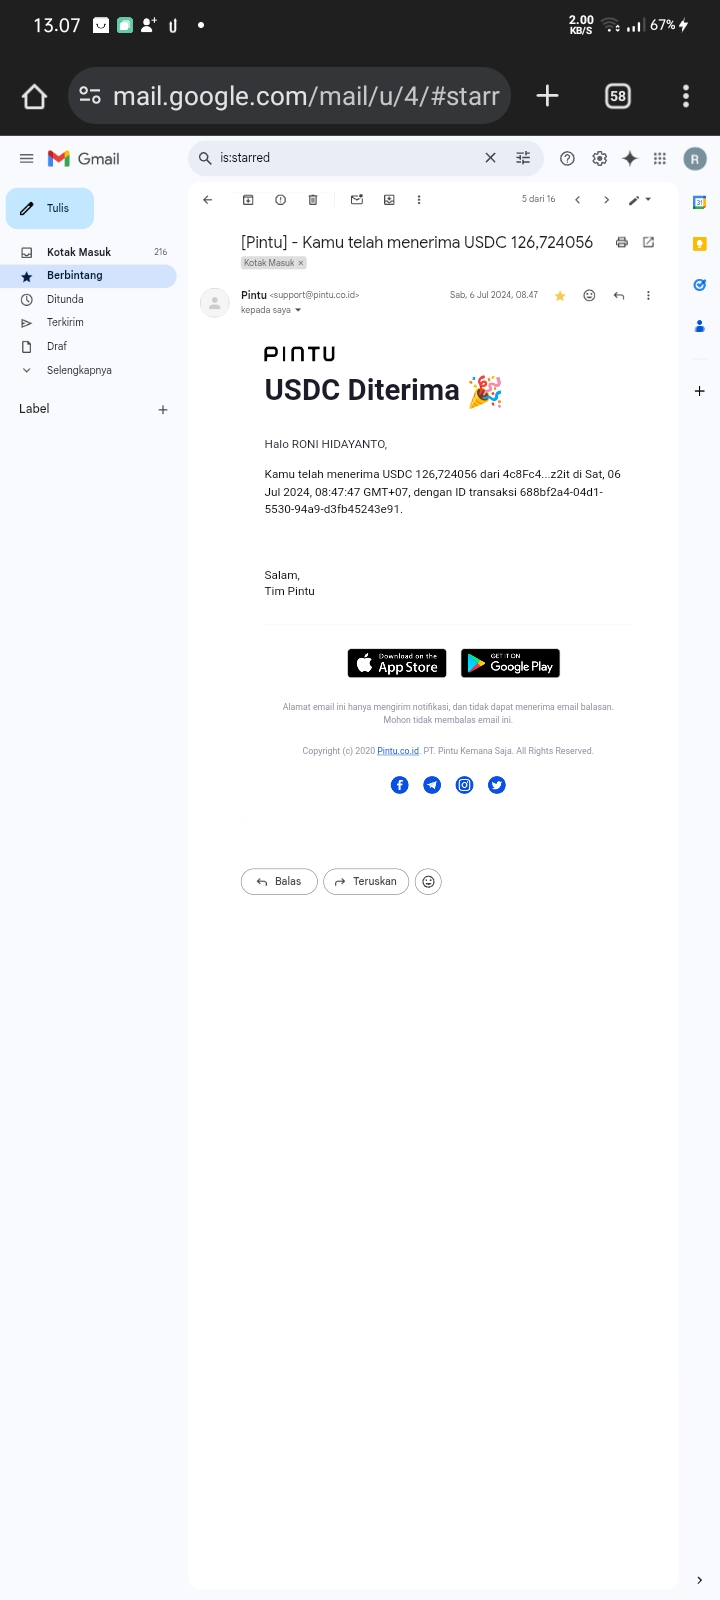 13.07
2.00
KB/S
67%
mail.google.com/mail/u/4/#starr
58
Gmail
is:starred
R
Tulis
5 dari 16
Kotak Masuk 216
Berbintang
Ditunda
Terkirim
Draf
Selengkapnya
Label
[Pintu] - Kamu telah menerima USDC 126,724056
Kotak Masuk ×
Pintu <support@pintu.co.id>
Sab, 6 Jul 2024, 08.47
kepada saya
PINTU
USDC Diterima
Halo RONI HIDAYANTO,
Kamu telah menerima USDC 126,724056 dari 4c8Fc4...z2it di Sat, 06
Jul 2024, 08:47:47 GMT+07, dengan ID transaksi 688bf2a4-04d1-
5530-94a9-d3fb45243e91.
Salam,
Tim Pintu
Download on the
App Store
GET IT ON
Google Play
Alamat email ini hanya mengirim notifikasi, dan tidak dapat menerima email balasan.
Mohon tidak membalas email ini.
Copyright (c) 2020 Pintu.co.id. PT. Pintu Kemana Saja. All Rights Reserved.
Balas
Teruskan